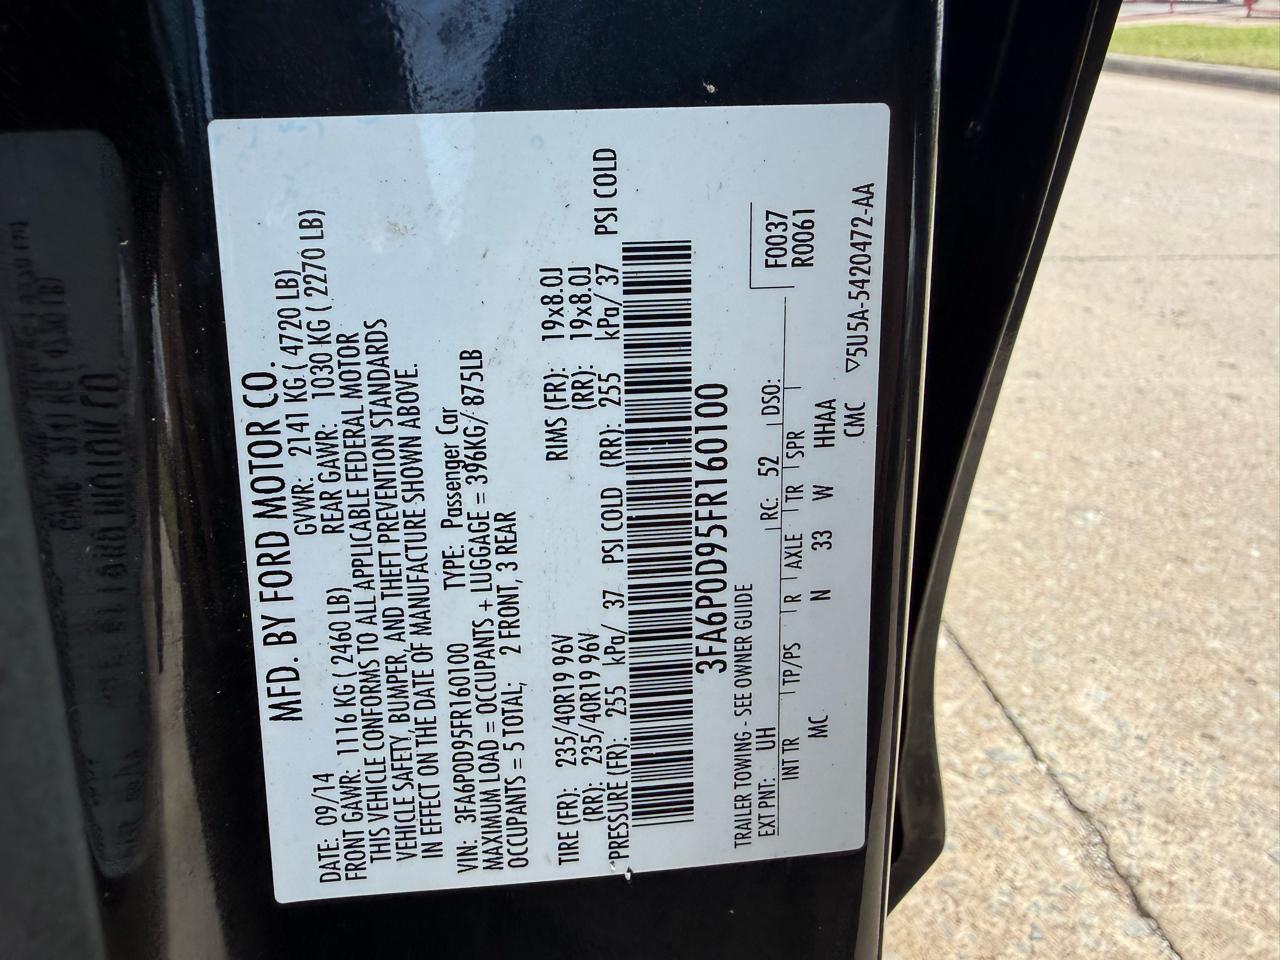 MFD. BY FORD MOTOR CO.
DATE: 09/14 GVWR: 2141 KG ( 4720 LB)
FRONT GAWR: 1116 KG ( 2460 LB) REAR GAWR: 1030 KG ( 2270 LB)
THIS VEHICLE CONFORMS TO ALL APPLICABLE FEDERAL MOTOR
VEHICLE SAFETY, BUMPER, AND THEFT PREVENTION STANDARDS
IN EFFECT ON THE DATE OF MANUFACTURE SHOWN ABOVE.
VIN: 3FA6P0D95FR160100 TYPE: Passenger Car
MAXIMUM LOAD = OCCUPANTS + LUGGAGE = 396KG/ 875LB
OCCUPANTS = 5 TOTAL; 2 FRONT, 3 REAR
TIRE (FR): 235/40R19 96V RIMS (FR): 19x8.0J
(RR): 235/40R19 96V (RR): 19x8.0J
PRESSURE (FR): 255 kPa/ 37 PSI COLD (RR): 255 kPa/ 37 PSI COLD
3FA6P0D95FR160100
TRAILER TOWING - SEE OWNER GUIDE
EXT PNT: UH RC: 52 DSO: F0037
INT TR TP/PS R AXLE TR SPR R0061
MC N 33 W HHAA
CMC ▽5U5A-5420472-AA